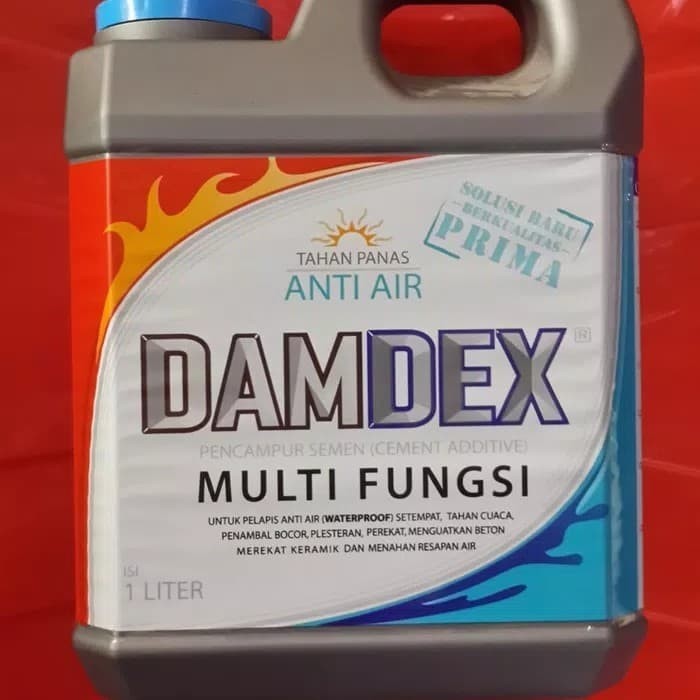 SOLUSI BARU
-BERKUALITAS-
PRIMA
TAHAN PANAS
ANTI AIR
DAMDEX®
PENCAMPUR SEMEN (CEMENT ADDITIVE)
MULTI FUNGSI
UNTUK PELAPIS ANTI AIR (WATERPROOF) SETEMPAT, TAHAN CUACA,
PENAMBAL BOCOR, PLESTERAN, PEREKAT, MENGUATKAN BETON
MEREKAT KERAMIK DAN MENAHAN RESAPAN AIR
ISI
1 LITER